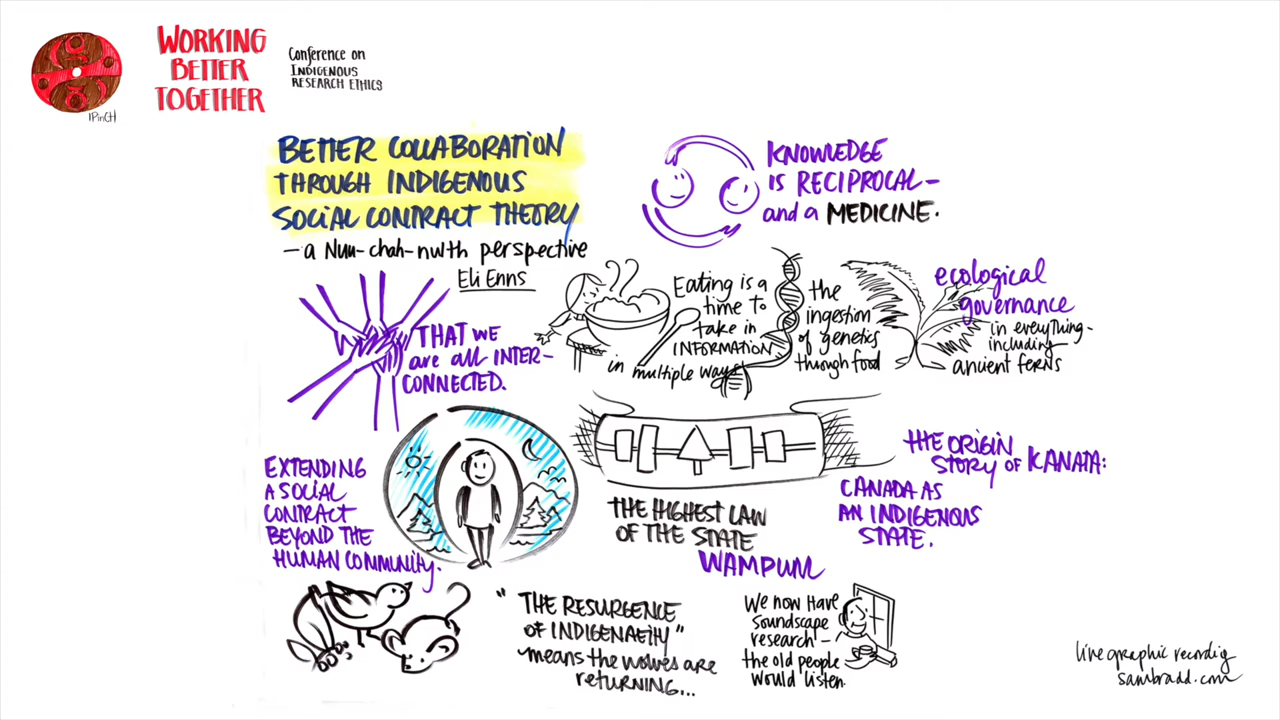 IPinCH
WORKING
BETTER
TOGETHER
Conference on
INDIGENOUS
RESEARCH ETHICS
BETTER COLLABORATION
THROUGH INDIGENOUS
SOCIAL CONTRACT THEORY
— a Nuu-chah-nulth perspective
Eli Enns
KNOWLEDGE
IS RECIPROCAL—
and a MEDICINE.
THAT WE
are all INTER-
CONNECTED.
Eating is a
time to
take in
INFORMATION
in multiple ways!
the
ingestion
of genetics
through food
ecological
governance
in everything-
including
ancient ferns
EXTENDING
A SOCIAL
CONTRACT
BEYOND THE
HUMAN COMMUNITY.
THE HIGHEST LAW
OF THE STATE
WAMPUM
THE ORIGIN
STORY OF KANATA:
CANADA AS
AN INDIGENOUS
STATE.
"THE RESURGENCE
OF INDIGENAEITY"
means the wolves are
returning...
We now have
soundscape
research—
the old people
would listen.
live graphic recording
sambradd.com